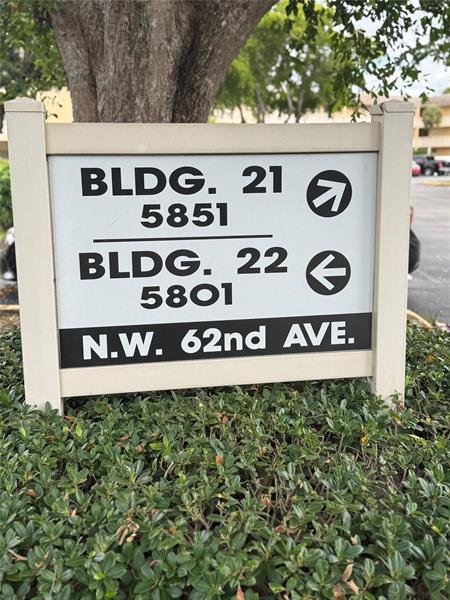 BLDG. 21
5851
BLDG. 22
5801
N.W. 62nd AVE.